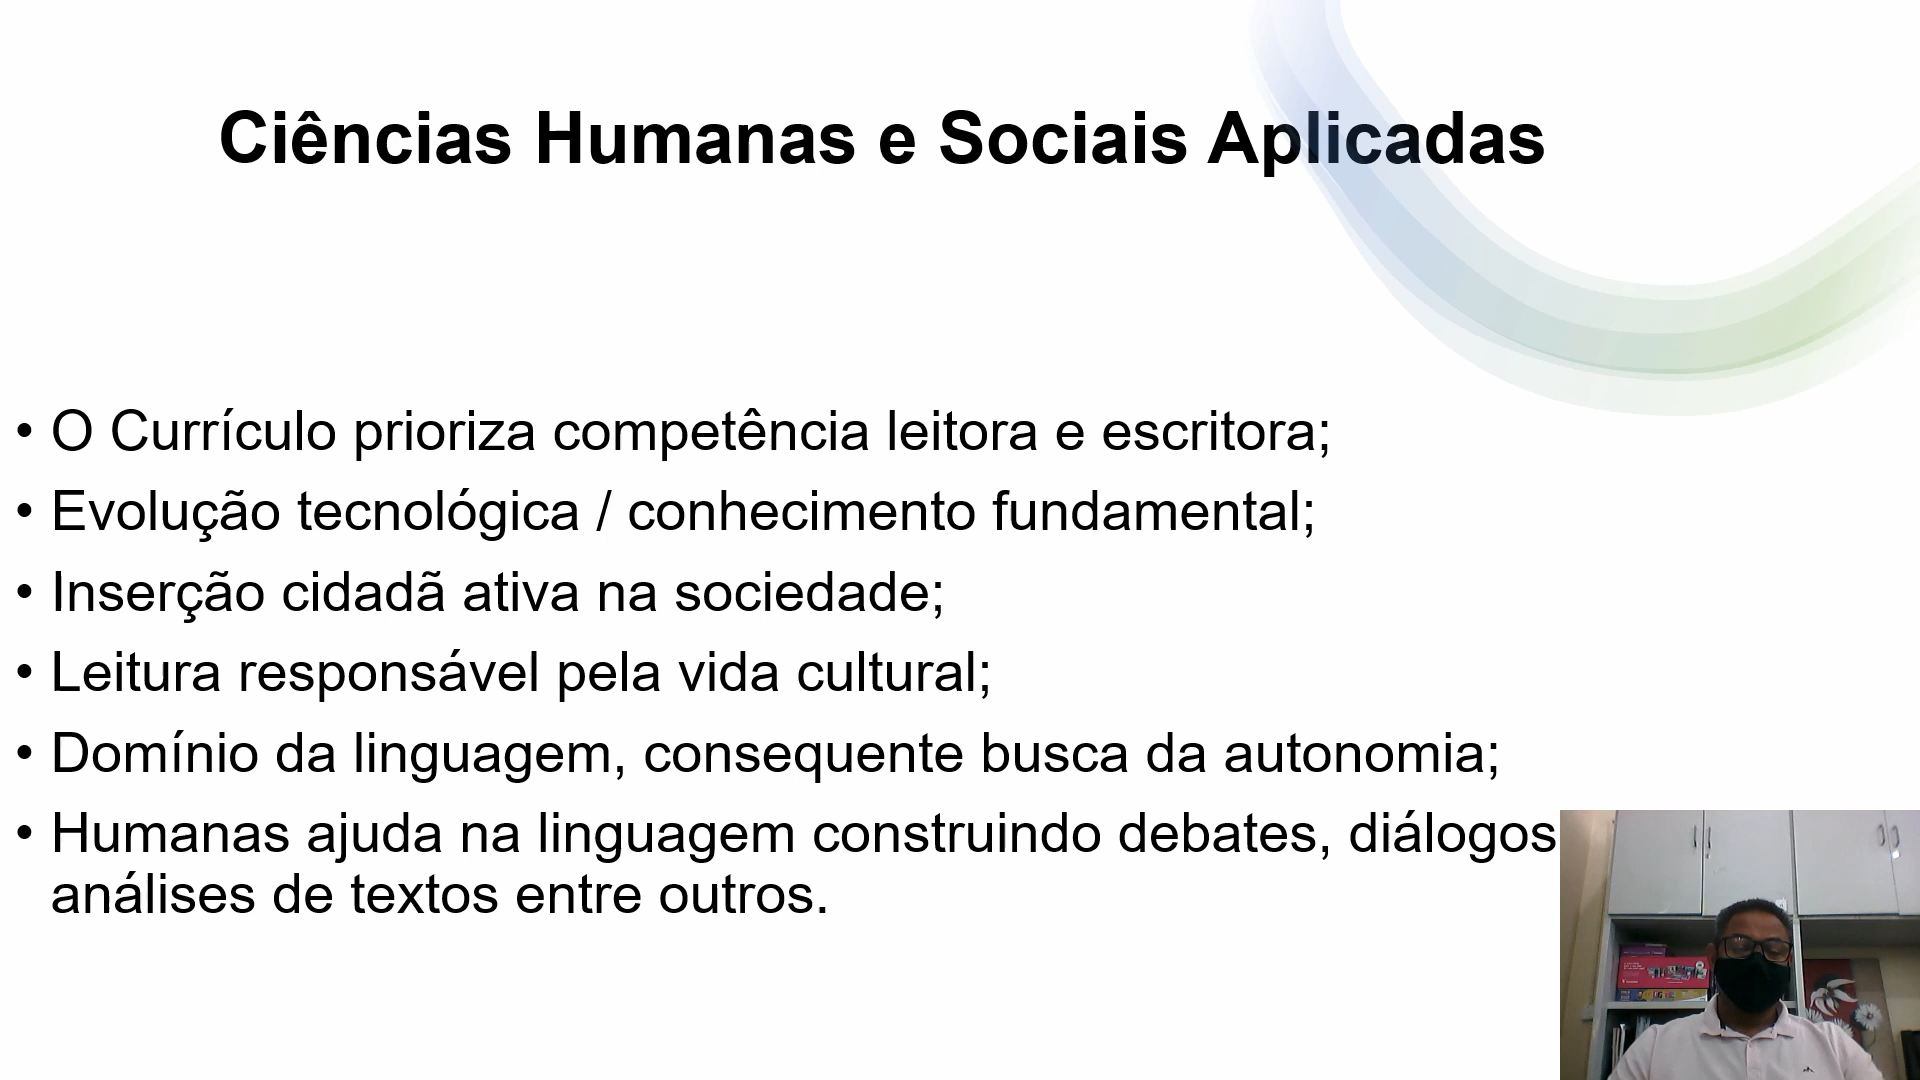 Ciências Humanas e Sociais Aplicadas
• O Currículo prioriza competência leitora e escritora;
• Evolução tecnológica / conhecimento fundamental;
• Inserção cidadã ativa na sociedade;
• Leitura responsável pela vida cultural;
• Domínio da linguagem, consequente busca da autonomia;
• Humanas ajuda na linguagem construindo debates, diálogos
análises de textos entre outros.